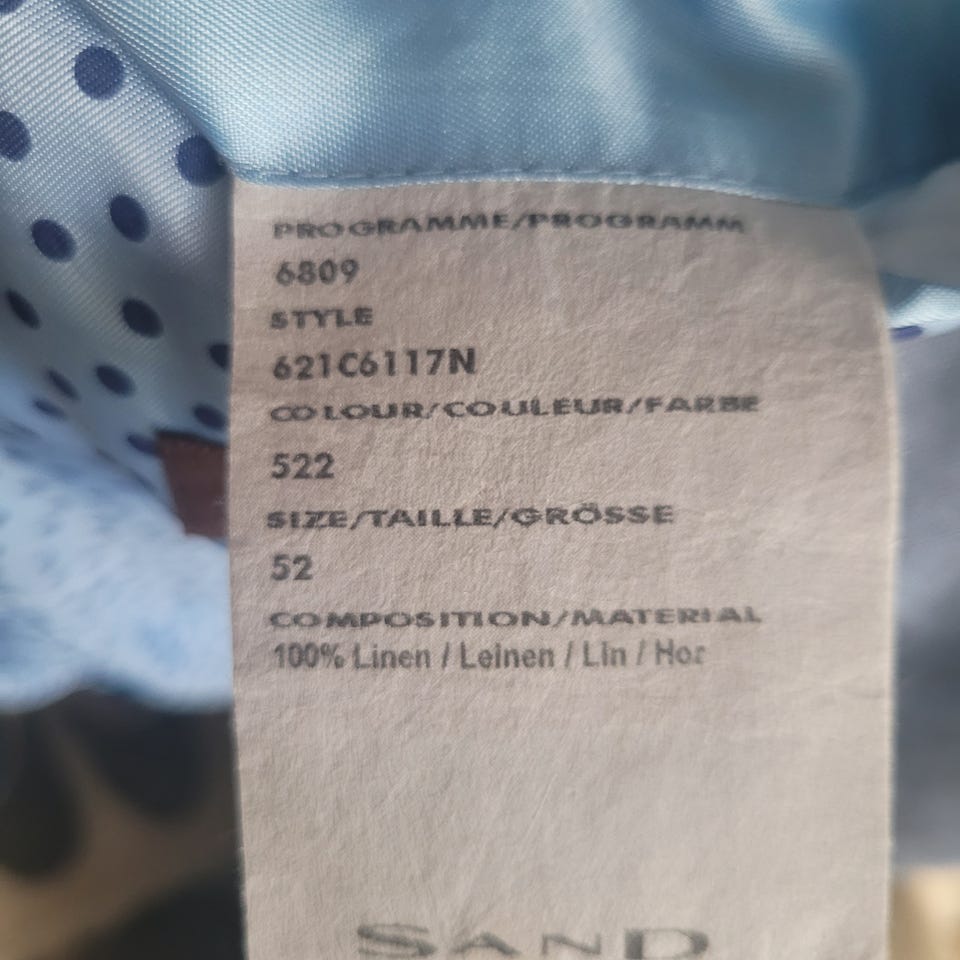 PROGRAMME/PROGRAMM
6809
STYLE
621C6117N
COLOUR/COULEUR/FARBE
522
SIZE/TAILLE/GRÖSSE
52
COMPOSITION/MATERIAL
100% Linen / Leinen / Lin / Hor
SAND